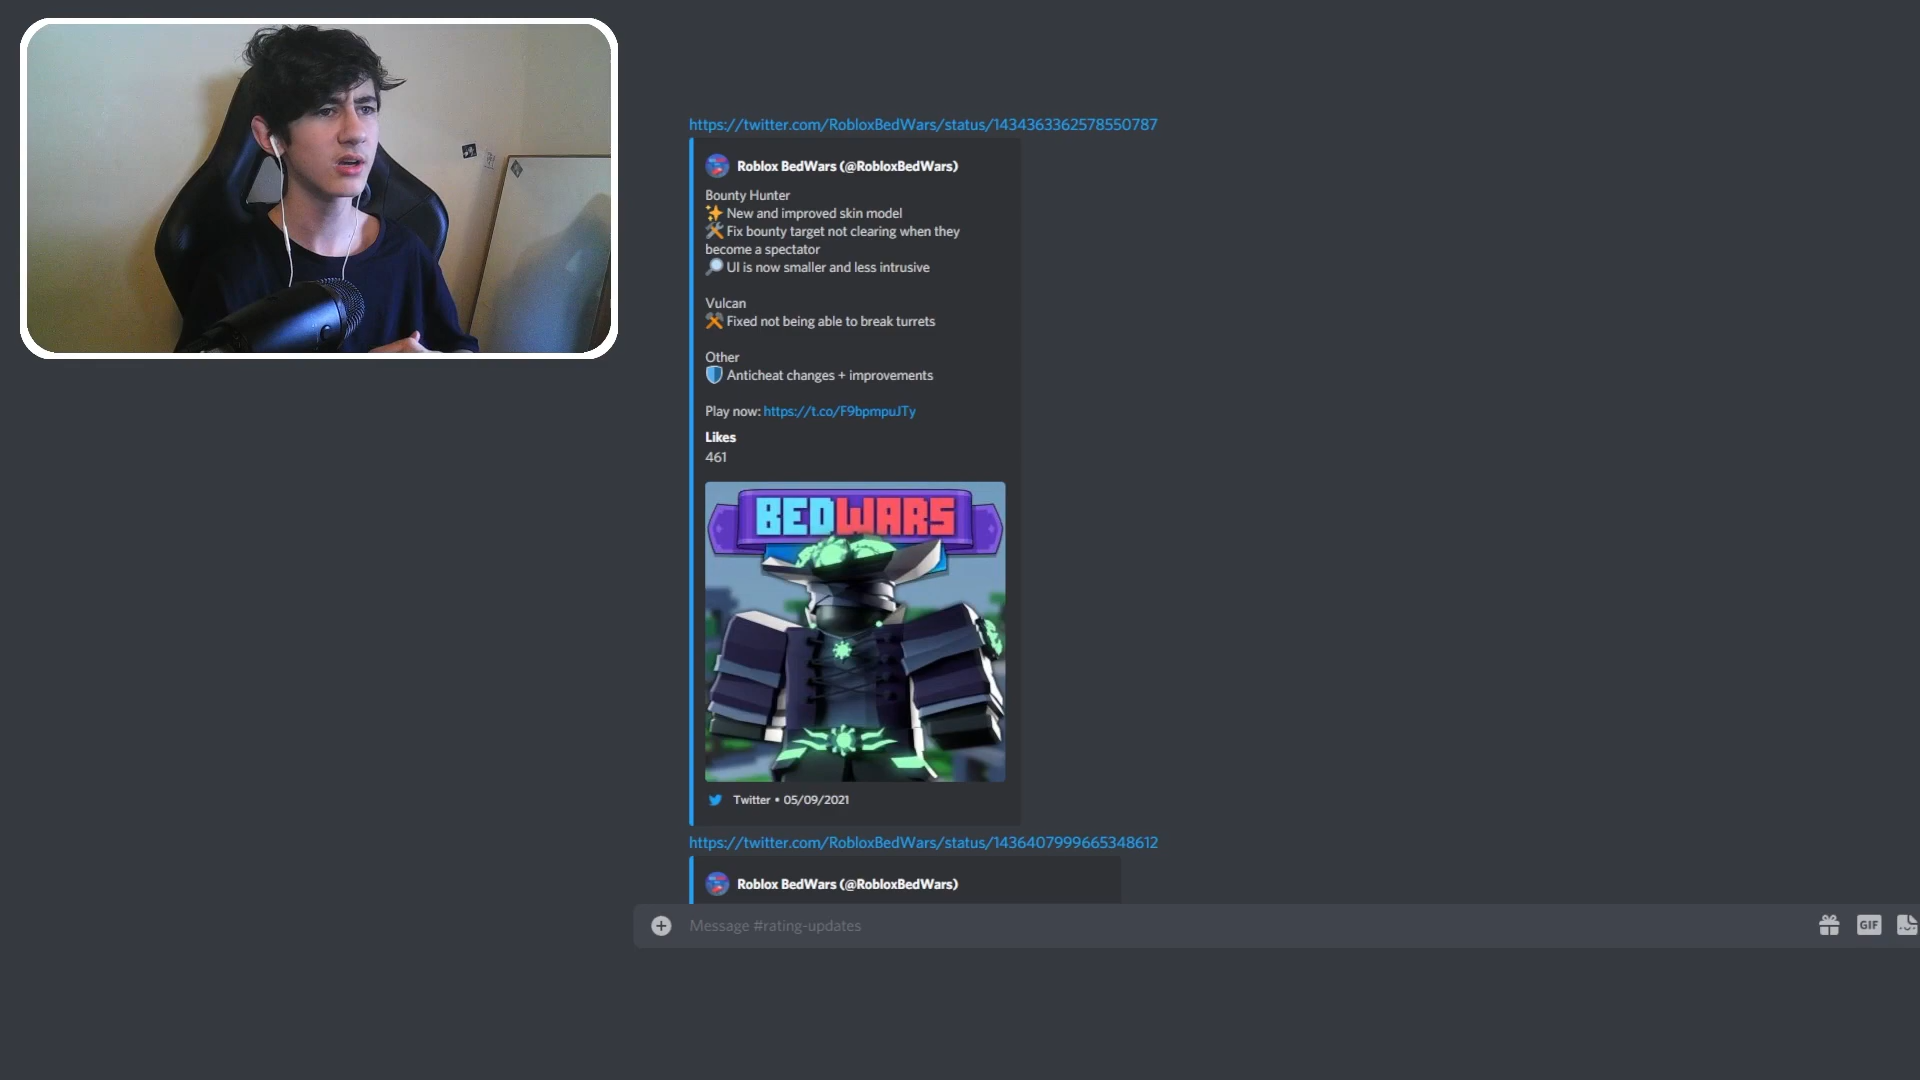 https://twitter.com/RobloxBedWars/status/1434363362578550787
Roblox BedWars (@RobloxBedWars)
Bounty Hunter
✨ New and improved skin model
🛠 Fix bounty target not clearing when they
become a spectator
🔎 UI is now smaller and less intrusive
Vulcan
⚒ Fixed not being able to break turrets
Other
🛡 Anticheat changes + improvements
Play now: https://t.co/F9bpmpuJTy
Likes
461
BEDWARS
Twitter • 05/09/2021
https://twitter.com/RobloxBedWars/status/1436407999665348612
Roblox BedWars (@RobloxBedWars)
Message #rating-updates
GIF